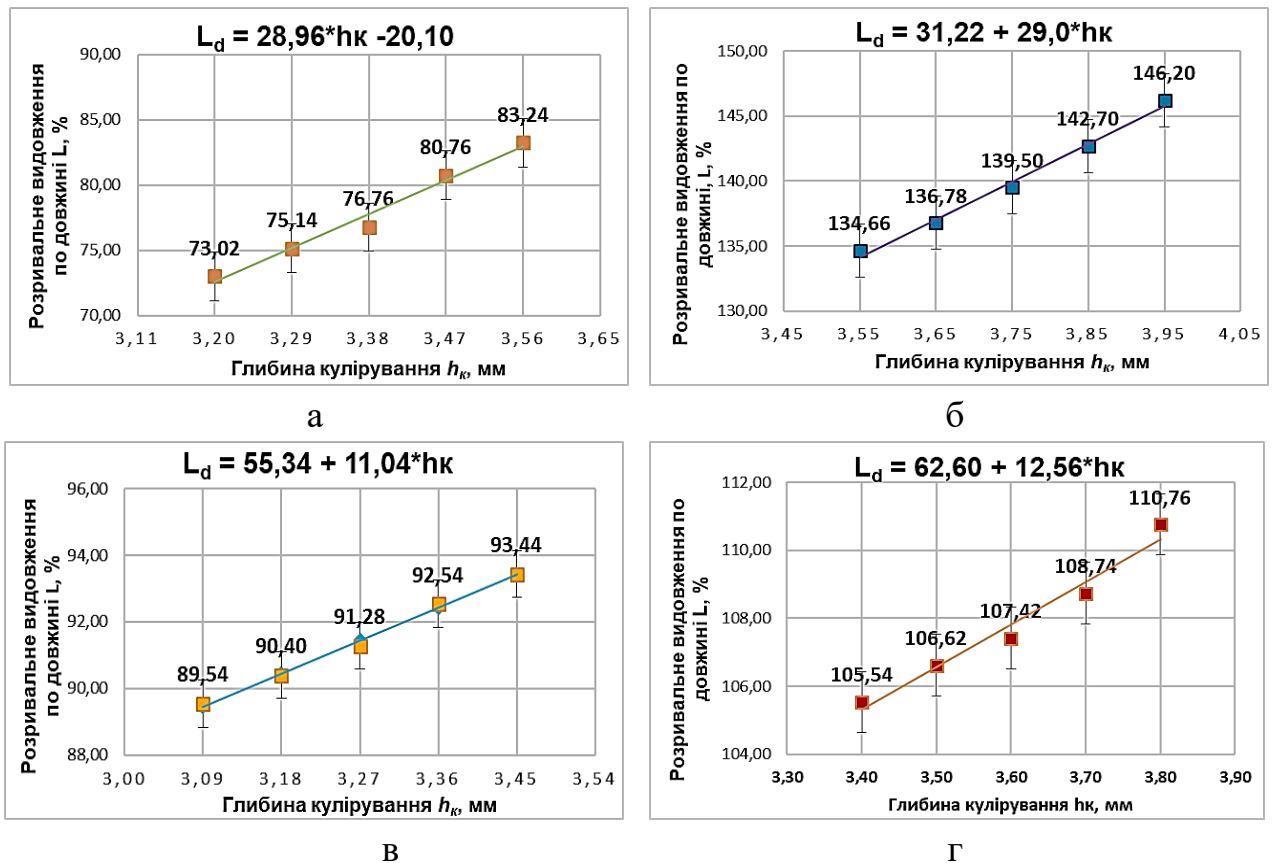 L_d = 28,96*hк -20,10
Розривальне видовження
по довжині L, %
90,00
85,00
80,00
75,00
70,00
73,02
75,14
76,76
80,76
83,24
3,11 3,20 3,29 3,38 3,47 3,56 3,65
Глибина кулірування hк, мм
а
L_d = 31,22 + 29,0*hк
Розривальне видовження по
довжині, L, %
150,00
145,00
140,00
135,00
130,00
134,66
136,78
139,50
142,70
146,20
3,45 3,55 3,65 3,75 3,85 3,95 4,05
Глибина кулірування hк, мм
б
L_d = 55,34 + 11,04*hк
Розривальне видовження
по довжині L, %
96,00
94,00
92,00
90,00
88,00
89,54
90,40
91,28
92,54
93,44
3,00 3,09 3,18 3,27 3,36 3,45 3,54
Глибина кулірування hк, мм
в
L_d = 62,60 + 12,56*hк
Розривальне видовження по
довжині L, %
112,00
110,00
108,00
106,00
104,00
105,54
106,62
107,42
108,74
110,76
3,30 3,40 3,50 3,60 3,70 3,80 3,90
Глибина кулірування hк, мм
г